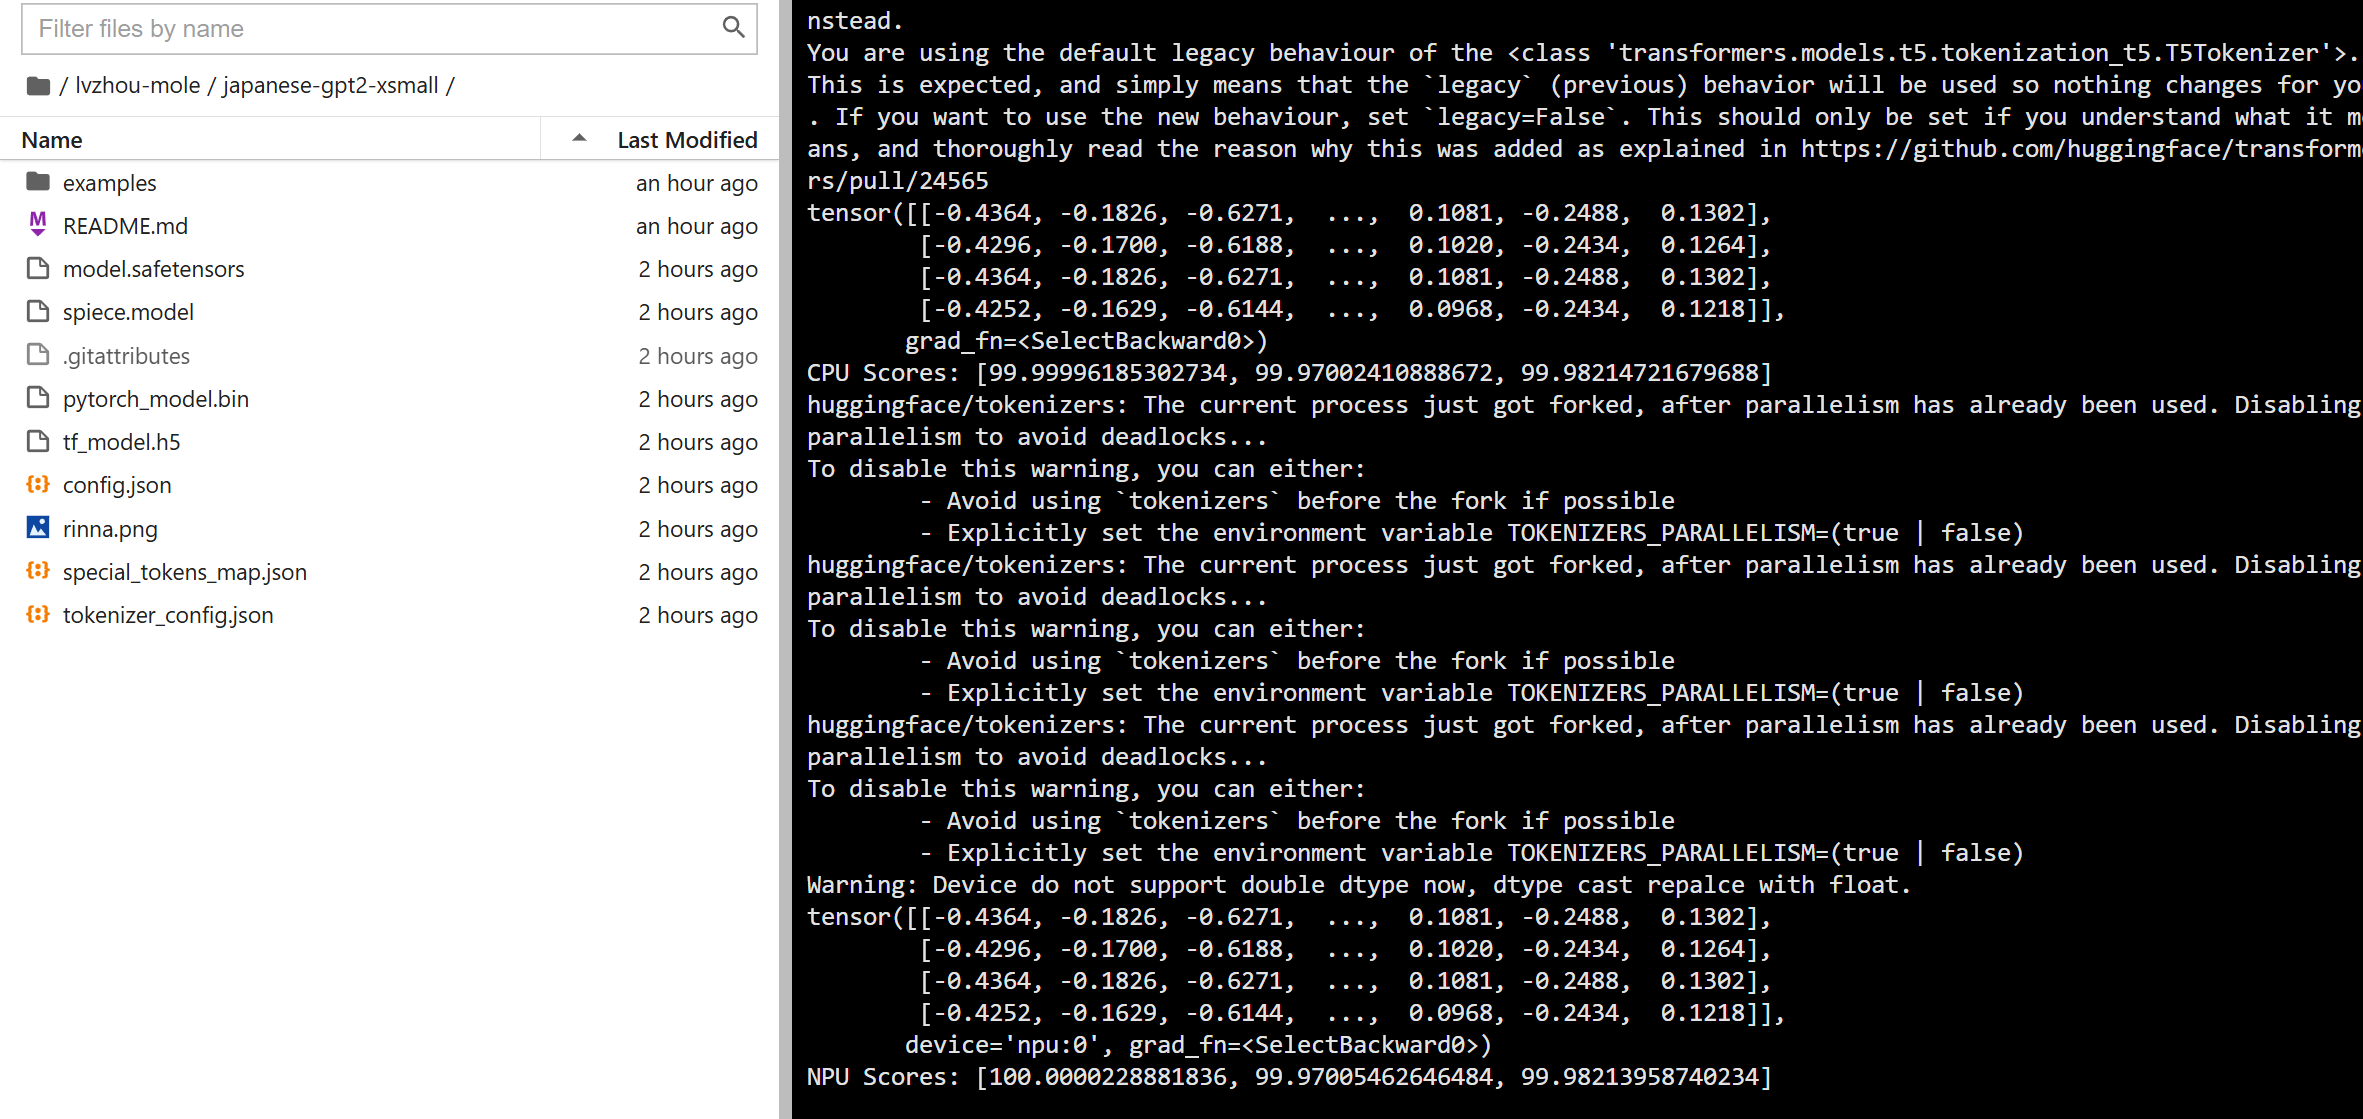 Filter files by name
/ lvzhou-mole / japanese-gpt2-xsmall /
Name Last Modified
examples an hour ago
README.md an hour ago
model.safetensors 2 hours ago
spiece.model 2 hours ago
.gitattributes 2 hours ago
pytorch_model.bin 2 hours ago
tf_model.h5 2 hours ago
config.json 2 hours ago
rinna.png 2 hours ago
special_tokens_map.json 2 hours ago
tokenizer_config.json 2 hours ago
nstead.
You are using the default legacy behaviour of the <class 'transformers.models.t5.tokenization_t5.T5Tokenizer'>.
This is expected, and simply means that the `legacy` (previous) behavior will be used so nothing changes for yo
. If you want to use the new behaviour, set `legacy=False`. This should only be set if you understand what it m
ans, and thoroughly read the reason why this was added as explained in https://github.com/huggingface/transform
rs/pull/24565
tensor([[-0.4364, -0.1826, -0.6271,  ...,  0.1081, -0.2488,  0.1302],
        [-0.4296, -0.1700, -0.6188,  ...,  0.1020, -0.2434,  0.1264],
        [-0.4364, -0.1826, -0.6271,  ...,  0.1081, -0.2488,  0.1302],
        [-0.4252, -0.1629, -0.6144,  ...,  0.0968, -0.2434,  0.1218]],
       grad_fn=<SelectBackward0>)
CPU Scores: [99.99996185302734, 99.97002410888672, 99.98214721679688]
huggingface/tokenizers: The current process just got forked, after parallelism has already been used. Disabling
parallelism to avoid deadlocks...
To disable this warning, you can either:
        - Avoid using `tokenizers` before the fork if possible
        - Explicitly set the environment variable TOKENIZERS_PARALLELISM=(true | false)
huggingface/tokenizers: The current process just got forked, after parallelism has already been used. Disabling
parallelism to avoid deadlocks...
To disable this warning, you can either:
        - Avoid using `tokenizers` before the fork if possible
        - Explicitly set the environment variable TOKENIZERS_PARALLELISM=(true | false)
huggingface/tokenizers: The current process just got forked, after parallelism has already been used. Disabling
parallelism to avoid deadlocks...
To disable this warning, you can either:
        - Avoid using `tokenizers` before the fork if possible
        - Explicitly set the environment variable TOKENIZERS_PARALLELISM=(true | false)
Warning: Device do not support double dtype now, dtype cast repalce with float.
tensor([[-0.4364, -0.1826, -0.6271,  ...,  0.1081, -0.2488,  0.1302],
        [-0.4296, -0.1700, -0.6188,  ...,  0.1020, -0.2434,  0.1264],
        [-0.4364, -0.1826, -0.6271,  ...,  0.1081, -0.2488,  0.1302],
        [-0.4252, -0.1629, -0.6144,  ...,  0.0968, -0.2434,  0.1218]],
       device='npu:0', grad_fn=<SelectBackward0>)
NPU Scores: [100.0000228881836, 99.97005462646484, 99.98213958740234]